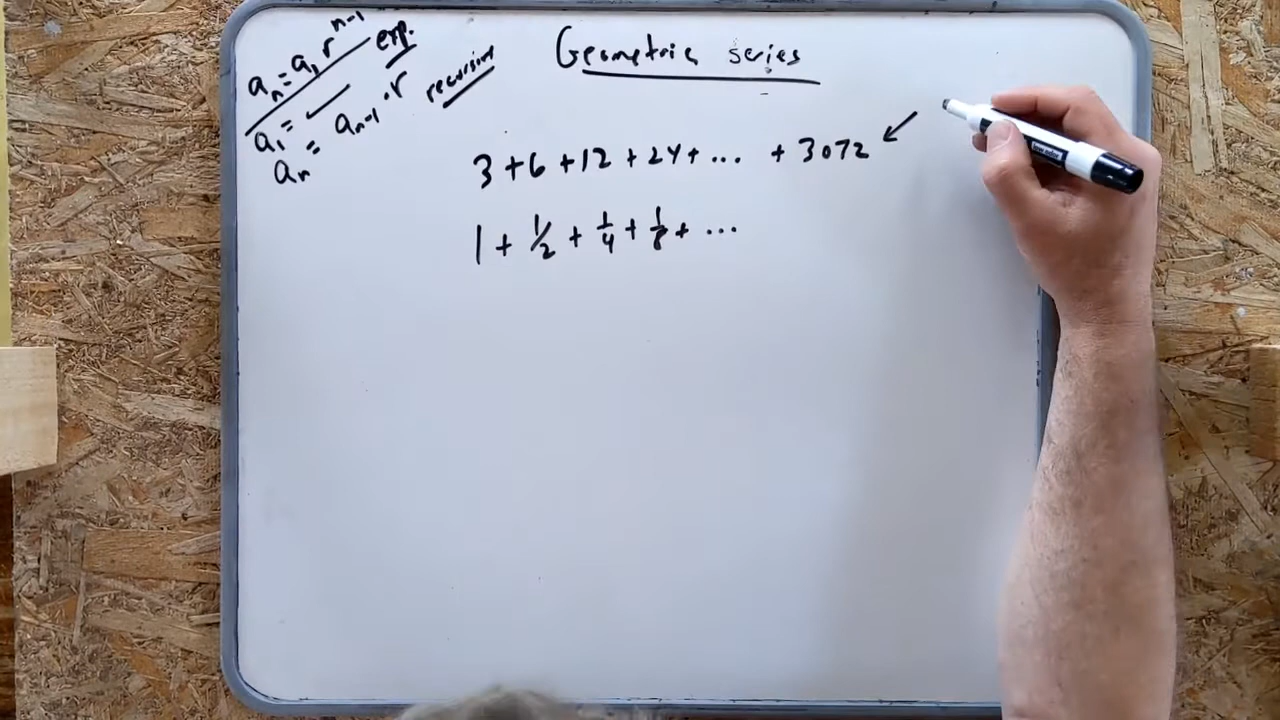 aₙ = a₁ rⁿ⁻¹ exp.
a₁ =
aₙ = aₙ₋₁ · r recursive
Geometric series
3 + 6 + 12 + 24 + ... + 3072
1 + 1/2 + 1/4 + 1/8 + ...